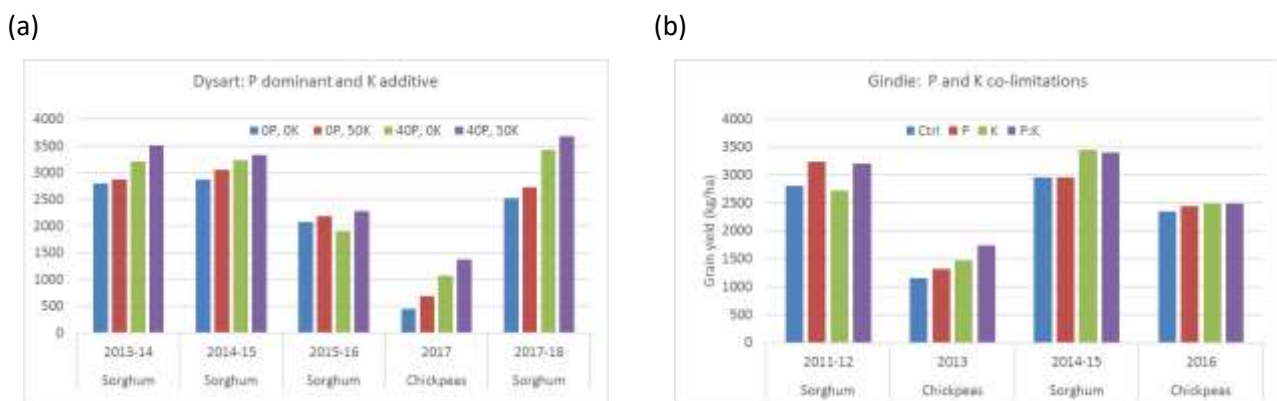 (a)
(b)
Dysart: P dominant and K additive
4000
3500
3000
2500
2000
1500
1000
500
0
0P, 0K 0P, 50K 40P, 0K 40P, 50K
2013-14 2014-15 2015-16 2017 2017-18
Sorghum Sorghum Sorghum Chickpeas Sorghum
Gindie: P and K co-limitations
Grain yield (kg/ha)
4000
3500
3000
2500
2000
1500
1000
500
0
Ctrl P K P:K
2011-12 2013 2014-15 2016
Sorghum Chickpeas Sorghum Chickpeas